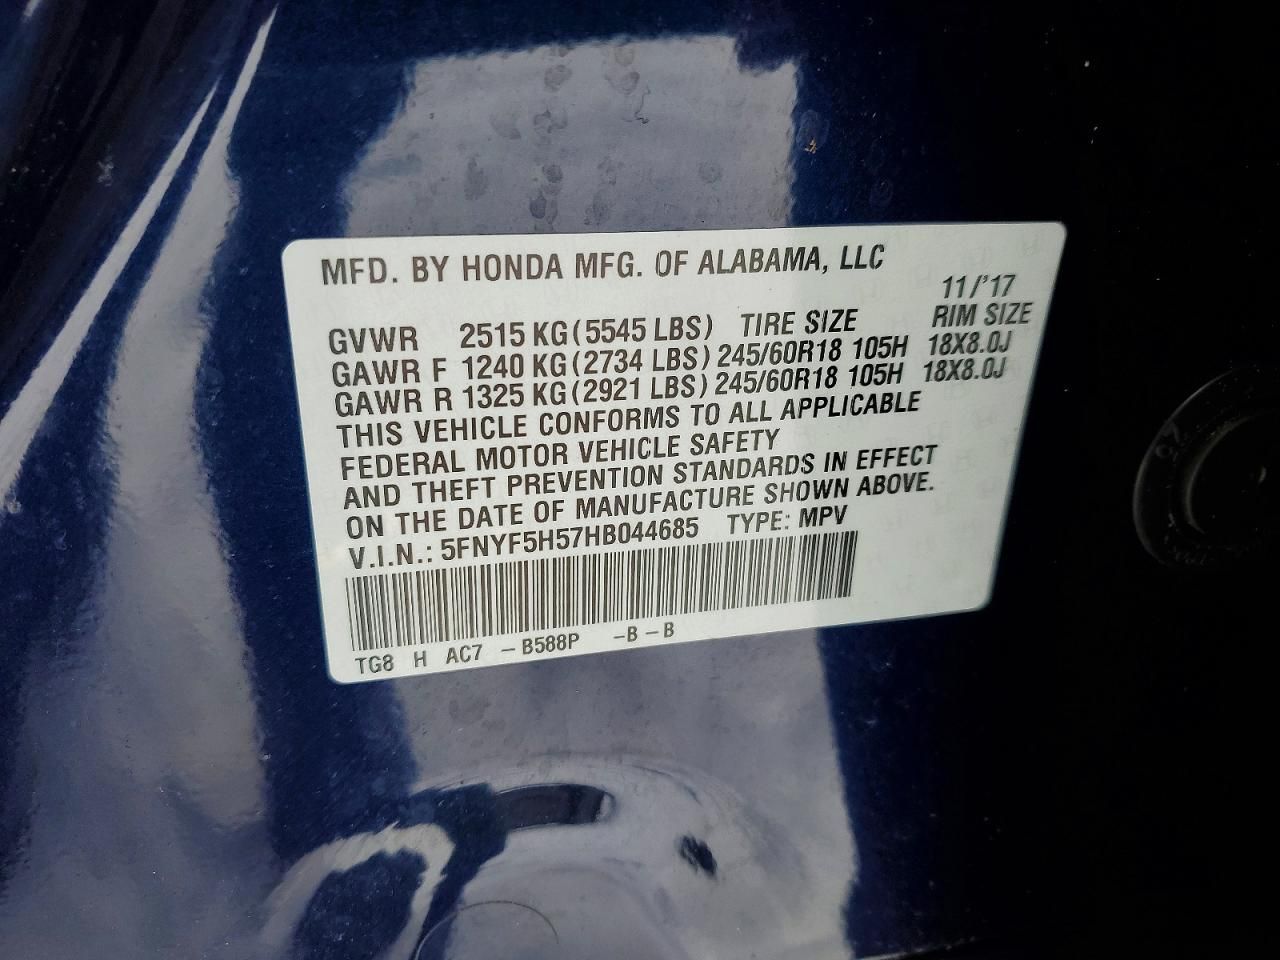 MFD. BY HONDA MFG. OF ALABAMA, LLC
11/'17
GVWR 2515 KG (5545 LBS) TIRE SIZE RIM SIZE
GAWR F 1240 KG (2734 LBS) 245/60R18 105H 18X8.0J
GAWR R 1325 KG (2921 LBS) 245/60R18 105H 18X8.0J
THIS VEHICLE CONFORMS TO ALL APPLICABLE
FEDERAL MOTOR VEHICLE SAFETY
AND THEFT PREVENTION STANDARDS IN EFFECT
ON THE DATE OF MANUFACTURE SHOWN ABOVE.
V.I.N.: 5FNYF5H57HB044685 TYPE: MPV
TG8 H AC7 – B588P –B – B